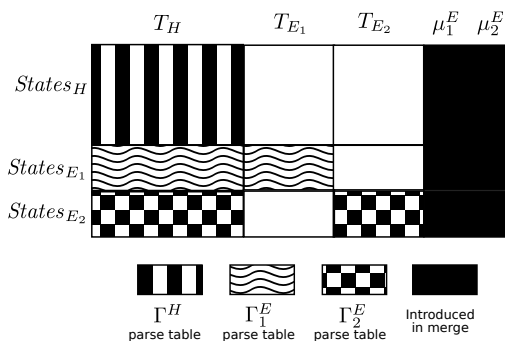 T_H T_{E_1} T_{E_2} μ_1^E μ_2^E
States_H
States_{E_1}
States_{E_2}
Γ^H Γ_1^E Γ_2^E Introduced
parse table parse table parse table in merge